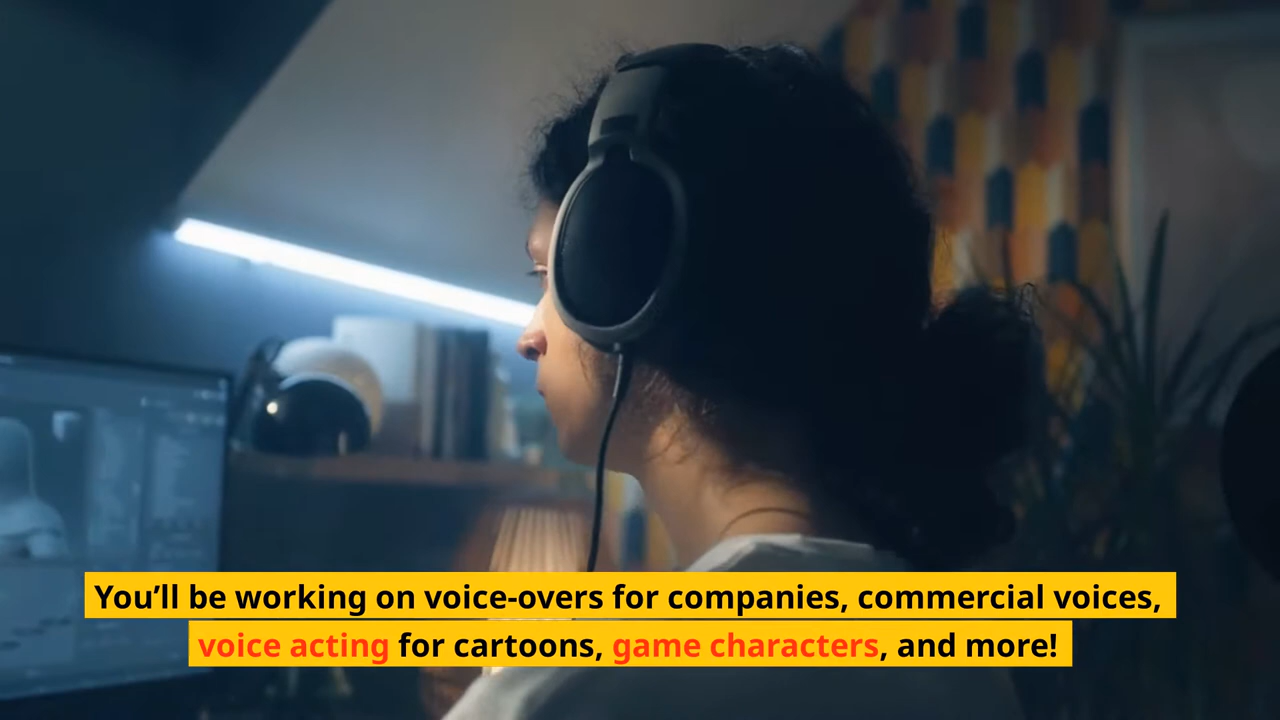 You’ll be working on voice-overs for companies, commercial voices,
voice acting for cartoons, game characters, and more!